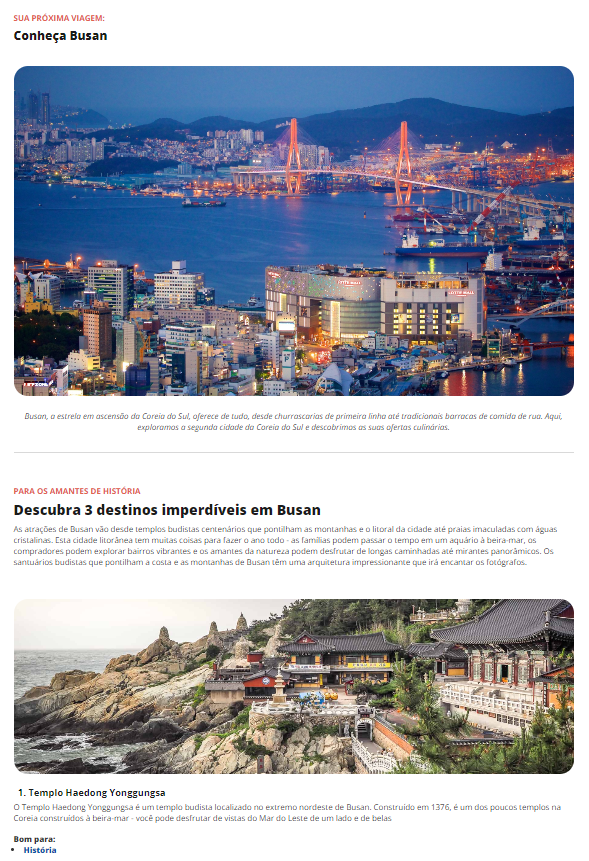 SUA PRÓXIMA VIAGEM:
Conheça Busan
LOTTE MALL
LOTTE MALL
Busan, a estrela em ascensão da Coreia do Sul, oferece de tudo, desde churrascarias de primeira linha até tradicionais barracas de comida de rua. Aqui,
exploramos a segunda cidade da Coreia do Sul e descobrimos as suas ofertas culinárias.
PARA OS AMANTES DE HISTÓRIA
Descubra 3 destinos imperdíveis em Busan
As atrações de Busan vão desde templos budistas centenários que pontilham as montanhas e o litoral da cidade até praias imaculadas com águas
cristalinas. Esta cidade litorânea tem muitas coisas para fazer o ano todo - as famílias podem passar o tempo em um aquário à beira-mar, os
compradores podem explorar bairros vibrantes e os amantes da natureza podem desfrutar de longas caminhadas até mirantes panorâmicos. Os
santuários budistas que pontilham a costa e as montanhas de Busan têm uma arquitetura impressionante que irá encantar os fotógrafos.
1. Templo Haedong Yonggungsa
O Templo Haedong Yonggungsa é um templo budista localizado no extremo nordeste de Busan. Construído em 1376, é um dos poucos templos na
Coreia construídos à beira-mar - você pode desfrutar de vistas do Mar do Leste de um lado e de belas
Bom para:
• História